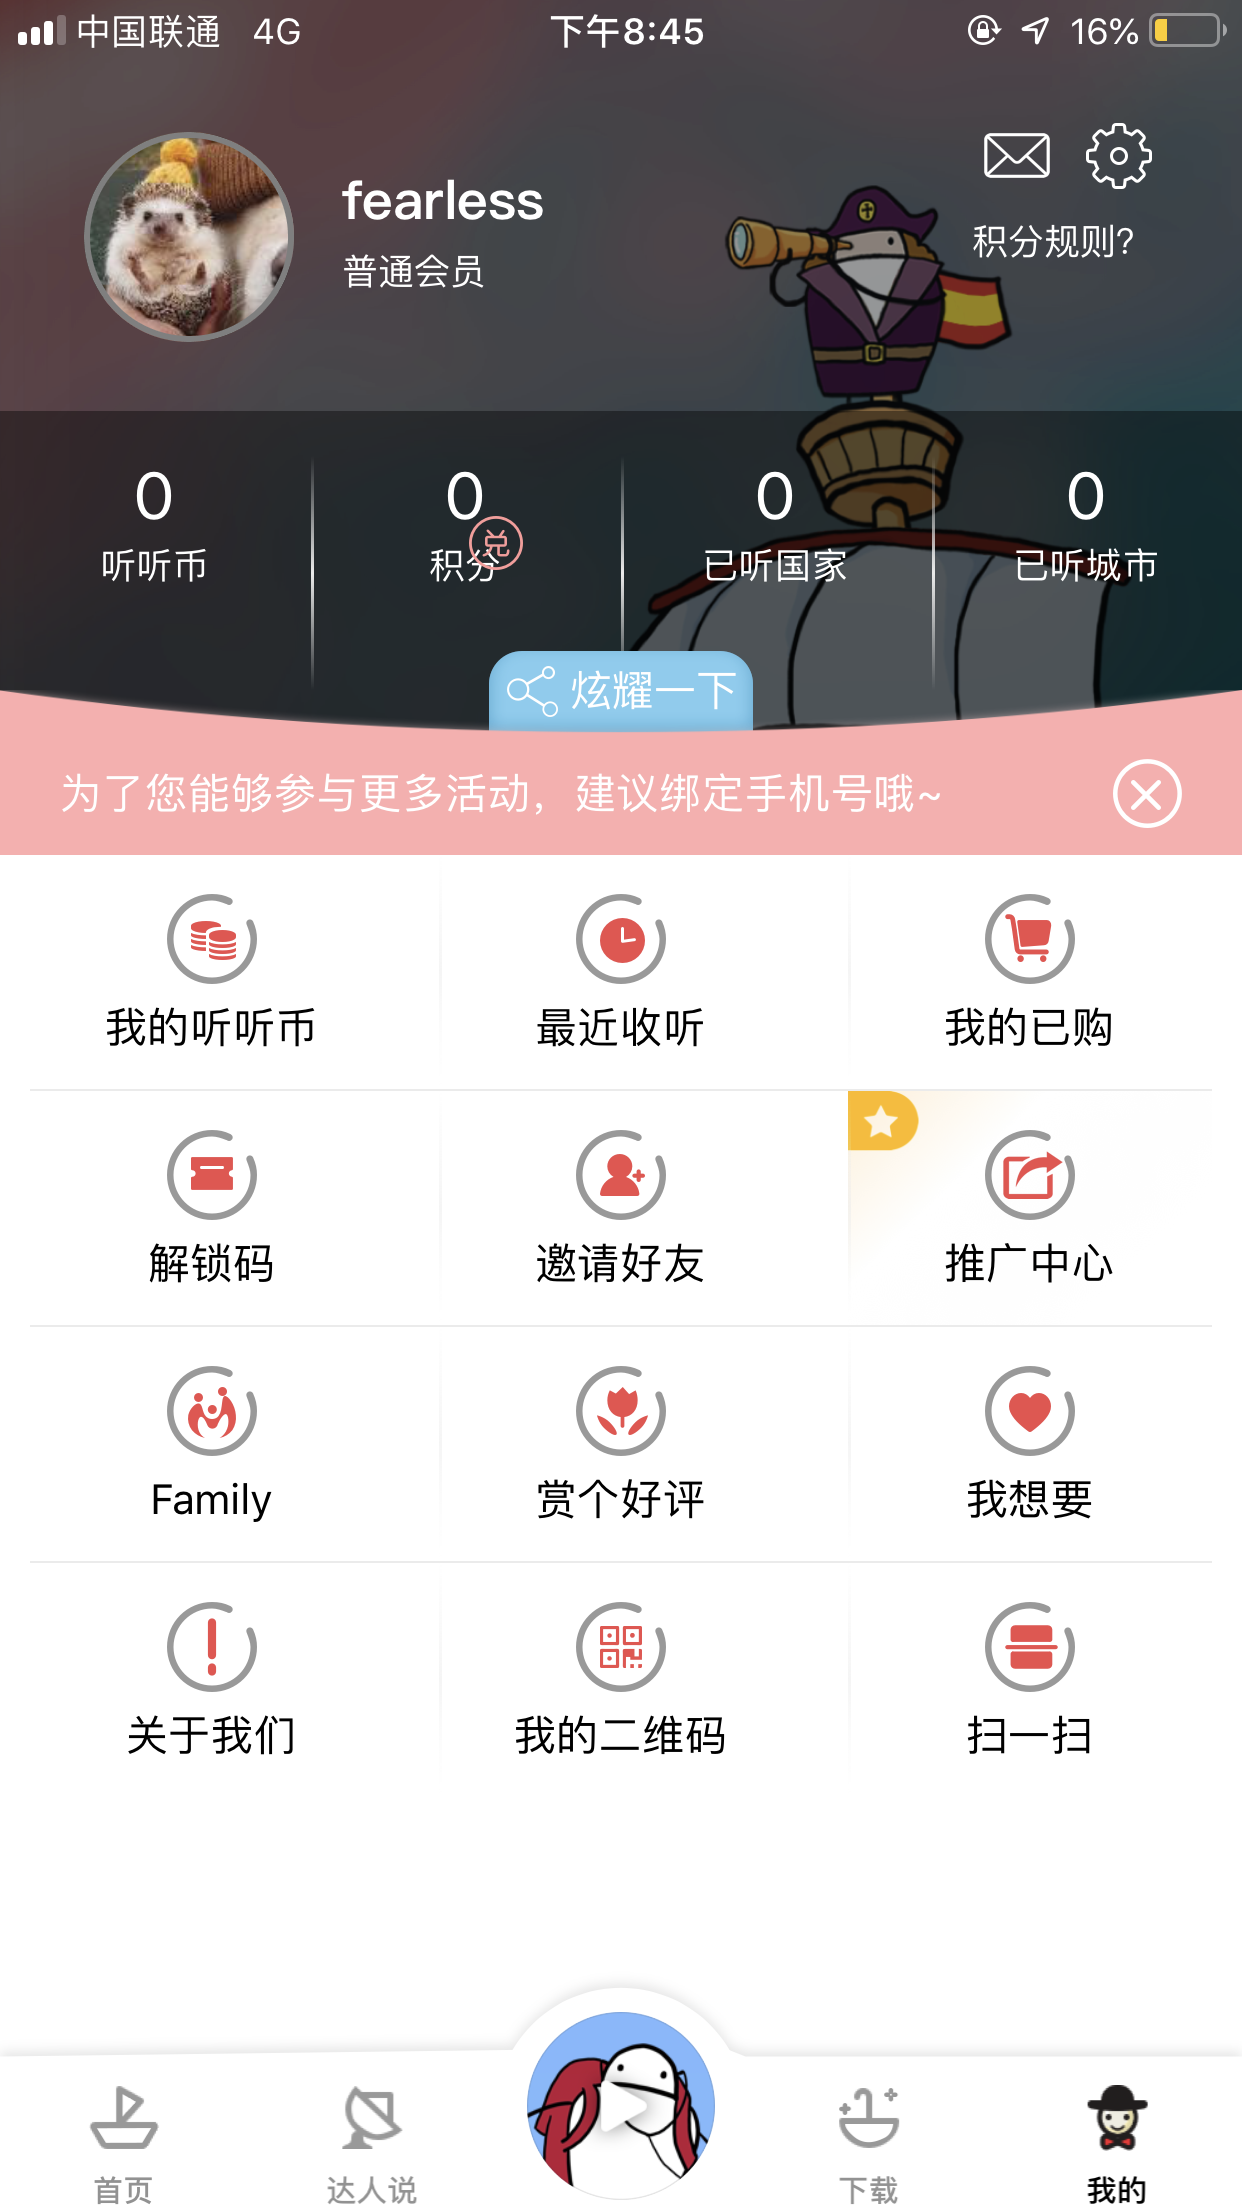 中国联通 4G 下午8:45 16%
fearless
普通会员
积分规则?
0 0 0 0
兑
听听币 积分 已听国家 已听城市
炫耀一下
为了您能够参与更多活动，建议绑定手机号哦~
我的听听币 最近收听 我的已购
解锁码 邀请好友 推广中心
Family 赏个好评 我想要
关于我们 我的二维码 扫一扫
首页 达人说 下载 我的